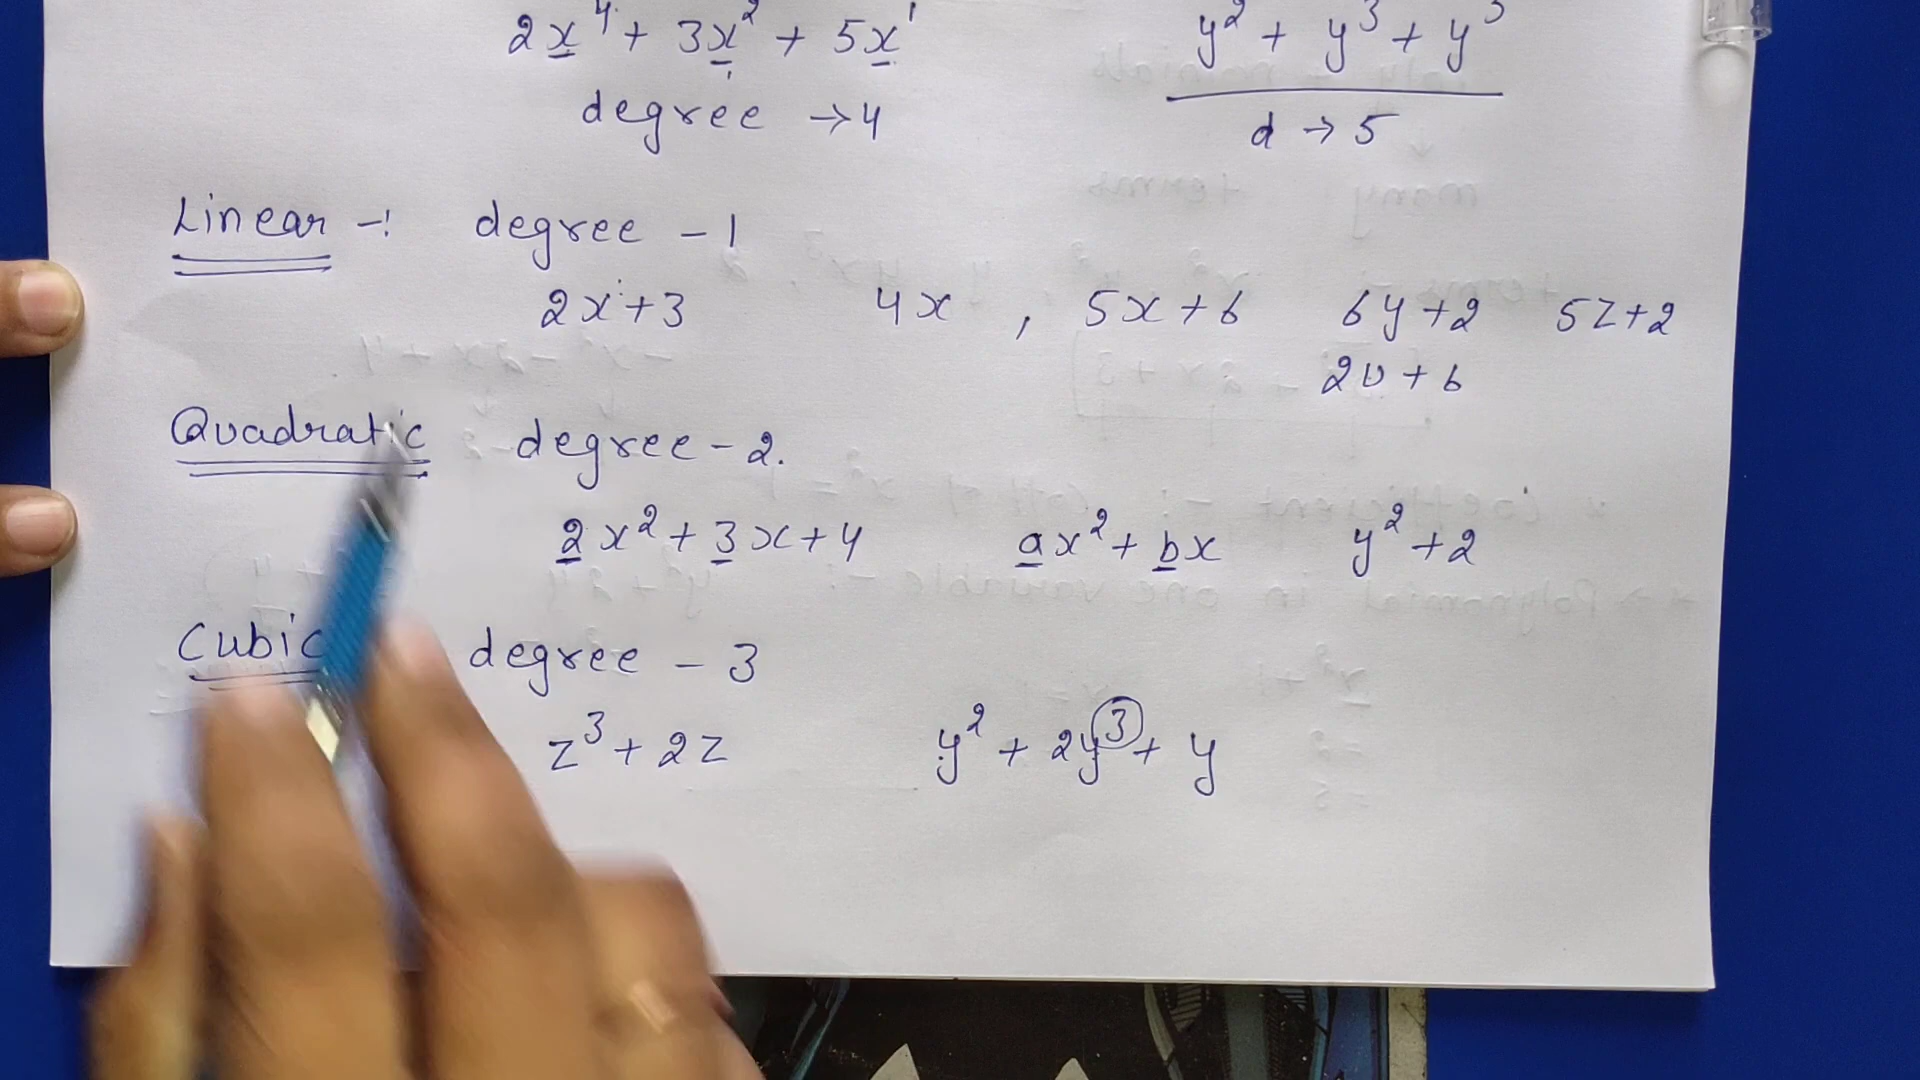 2x⁴ + 3x² + 5x¹ y² + y³ + y⁵
degree → 4 d → 5
Linear -: degree - 1
2x + 3 4x , 5x + 6 6y + 2 5z + 2
2u + 6
Quadratic degree - 2.
2x² + 3x + 4 ax² + bx y² + 2
Cubic degree - 3
z³ + 2z y² + 2y³ + y